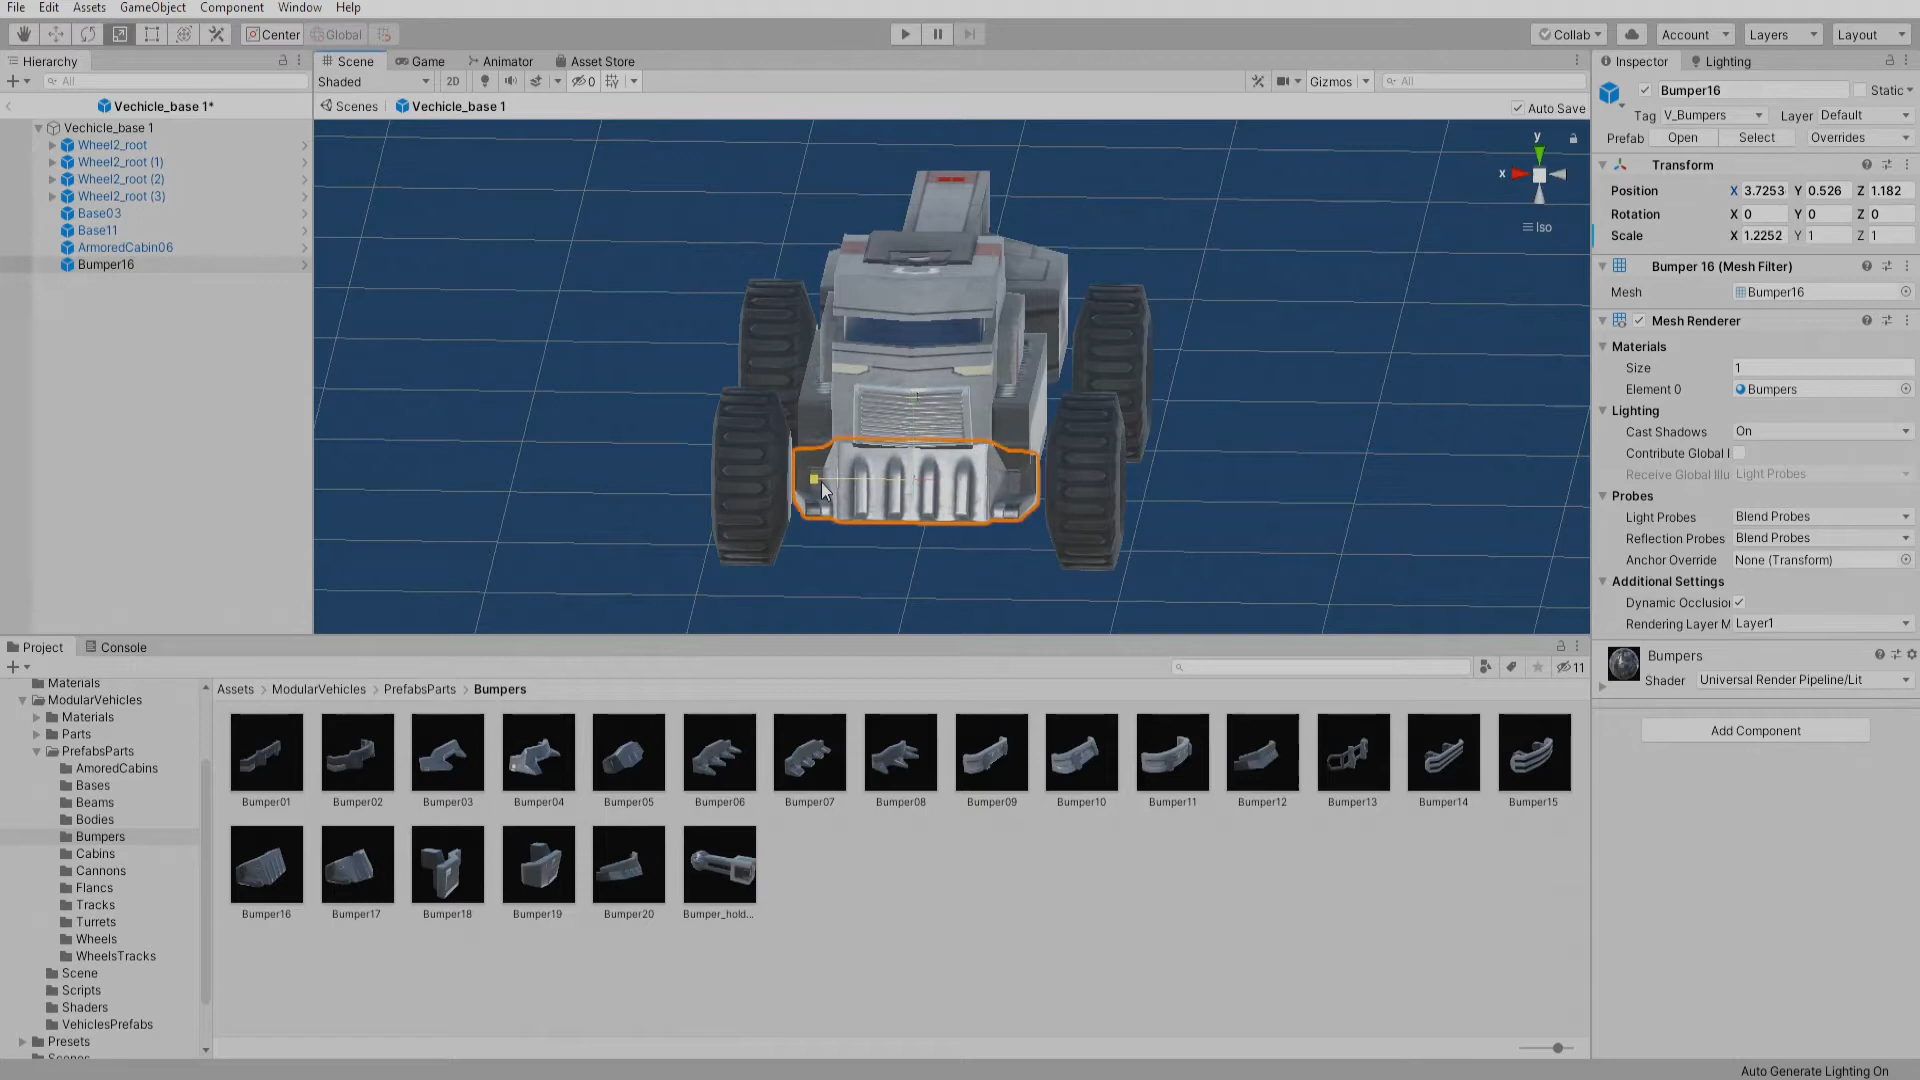 File Edit Assets GameObject Component Window Help
Center Global Collab Account Layers Layout
Hierarchy
All
Vechicle_base 1*
Vechicle_base 1
Wheel2_root
Wheel2_root (1)
Wheel2_root (2)
Wheel2_root (3)
Base03
Base11
ArmoredCabin06
Bumper16
Scene Game Animator Asset Store
Shaded 2D 0 Gizmos All
Scenes Vechicle_base 1 Auto Save
y
x
Iso
Inspector Lighting
Bumper16 Static
Tag V_Bumpers Layer Default
Prefab Open Select Overrides
Transform
Position X 3.7253 Y 0.526 Z 1.182
Rotation X 0 Y 0 Z 0
Scale X 1.2252 Y 1 Z 1
Bumper 16 (Mesh Filter)
Mesh Bumper16
Mesh Renderer
Materials
Size 1
Element 0 Bumpers
Lighting
Cast Shadows On
Contribute Global I
Receive Global Illu Light Probes
Probes
Light Probes Blend Probes
Reflection Probes Blend Probes
Anchor Override None (Transform)
Additional Settings
Dynamic Occlusion
Rendering Layer M Layer1
Bumpers
Shader Universal Render Pipeline/Lit
Add Component
Project Console
11
Materials
ModularVehicles
Materials
Parts
PrefabsParts
AmoredCabins
Bases
Beams
Bodies
Bumpers
Cabins
Cannons
Flancs
Tracks
Turrets
Wheels
WheelsTracks
Scene
Scripts
Shaders
VehiclesPrefabs
Presets
Scenes
Assets > ModularVehicles > PrefabsParts > Bumpers
Bumper01 Bumper02 Bumper03 Bumper04 Bumper05 Bumper06 Bumper07 Bumper08 Bumper09 Bumper10 Bumper11 Bumper12 Bumper13 Bumper14 Bumper15
Bumper16 Bumper17 Bumper18 Bumper19 Bumper20 Bumper_hold...
Auto Generate Lighting On